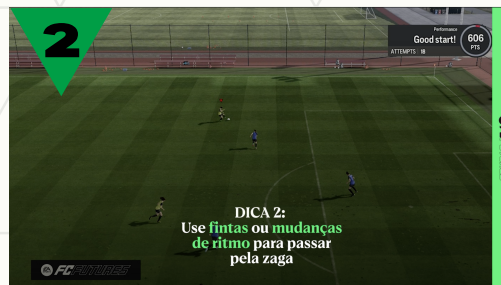 2
Performance
Good start!
606
PTS
ATTEMPTS 18
DICA 2:
Use fintas ou mudanças
de ritmo para passar
pela zaga
FC FUTURES